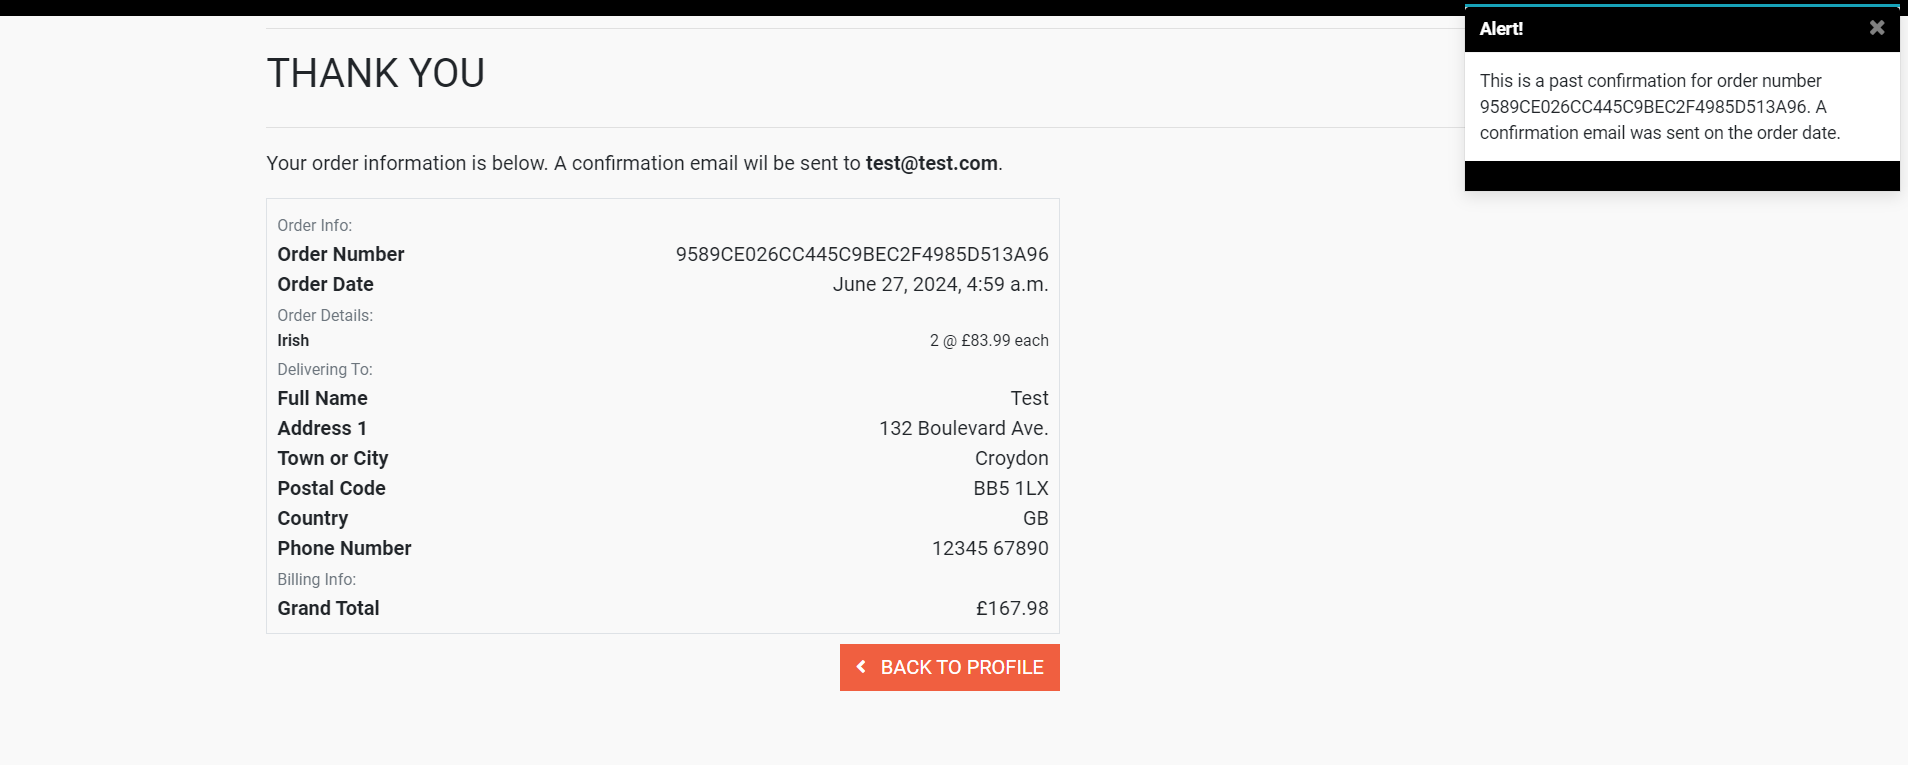 THANK YOU
Your order information is below. A confirmation email wil be sent to test@test.com.
Order Info:
Order Number 9589CE026CC445C9BEC2F4985D513A96
Order Date June 27, 2024, 4:59 a.m.
Order Details:
Irish 2 @ £83.99 each
Delivering To:
Full Name Test
Address 1 132 Boulevard Ave.
Town or City Croydon
Postal Code BB5 1LX
Country GB
Phone Number 12345 67890
Billing Info:
Grand Total £167.98
BACK TO PROFILE
Alert!
This is a past confirmation for order number
9589CE026CC445C9BEC2F4985D513A96. A
confirmation email was sent on the order date.